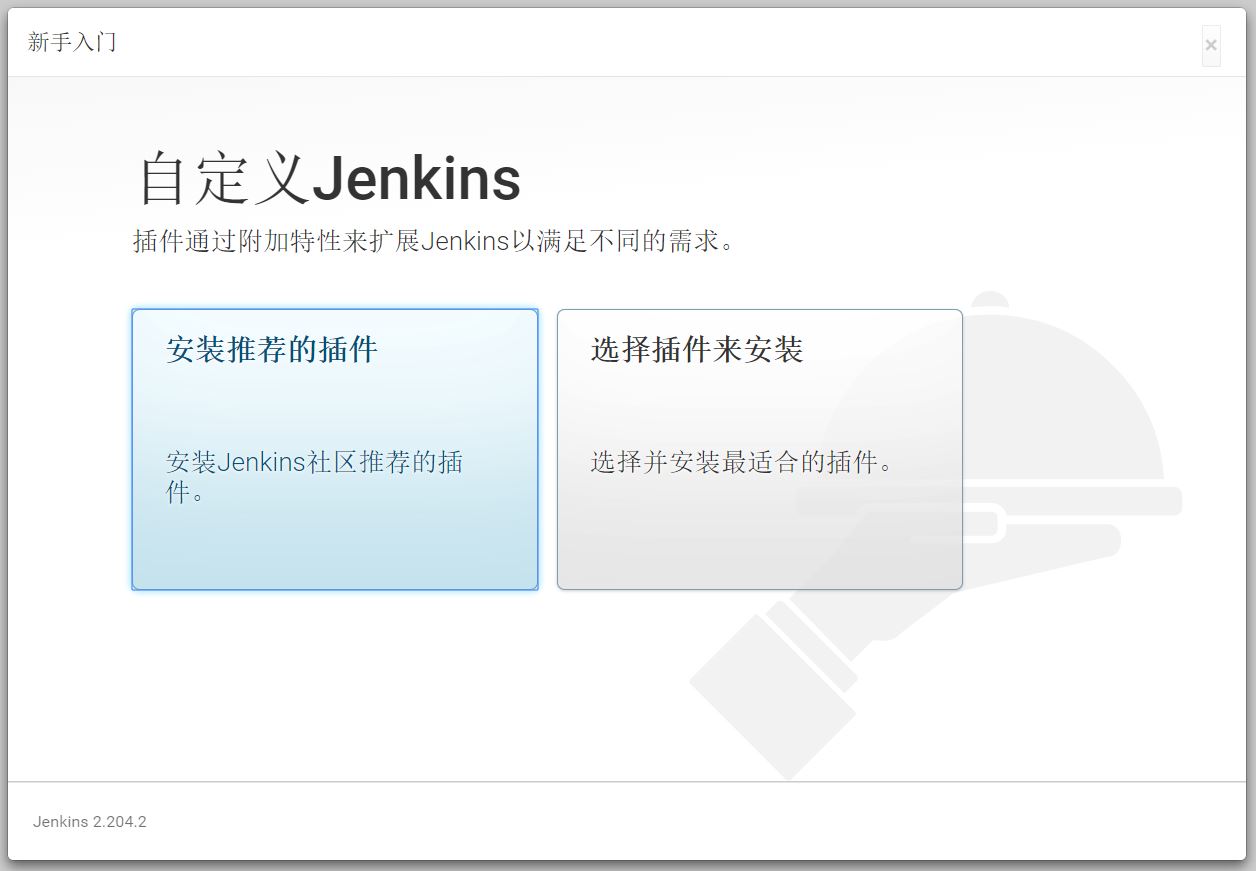 新手入门
×
自定义Jenkins
插件通过附加特性来扩展Jenkins以满足不同的需求。
安装推荐的插件
安装Jenkins社区推荐的插
件。
选择插件来安装
选择并安装最适合的插件。
Jenkins 2.204.2